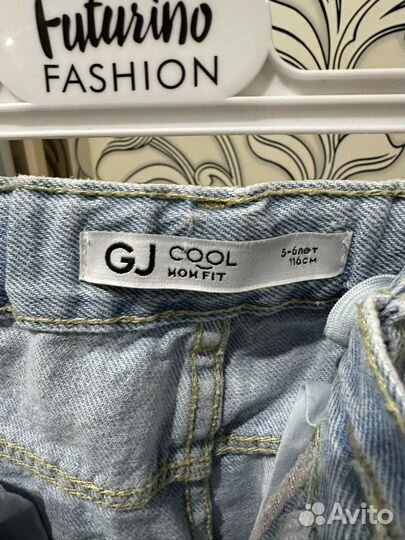 Futurino
FASHION
GJ COOL
MOM FIT
5-6лет
116см
Avito